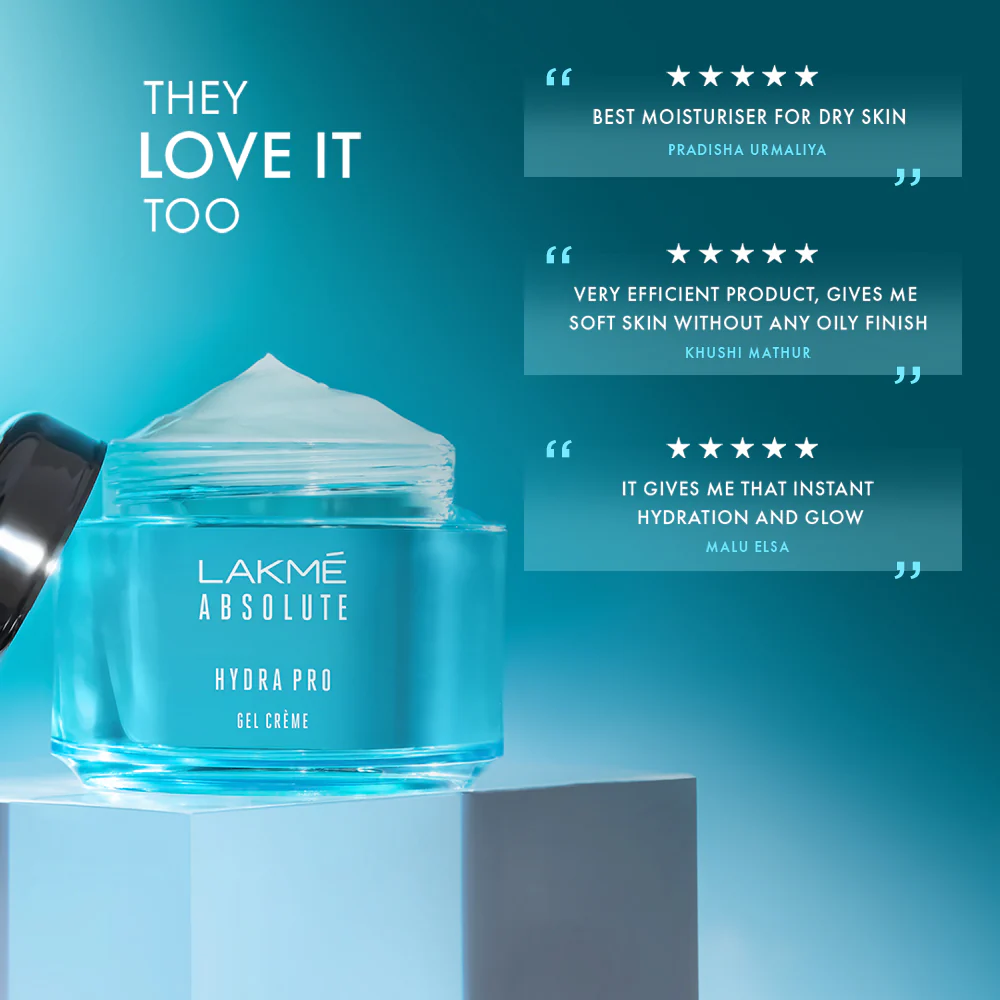 THEY
LOVE IT
TOO
“
★★★★★
BEST MOISTURISER FOR DRY SKIN
PRADISHA URMALIYA
”
“
★★★★★
VERY EFFICIENT PRODUCT, GIVES ME
SOFT SKIN WITHOUT ANY OILY FINISH
KHUSHI MATHUR
”
“
★★★★★
IT GIVES ME THAT INSTANT
HYDRATION AND GLOW
MALU ELSA
”
LAKMÉ
ABSOLUTE
HYDRA PRO
GEL CRÈME